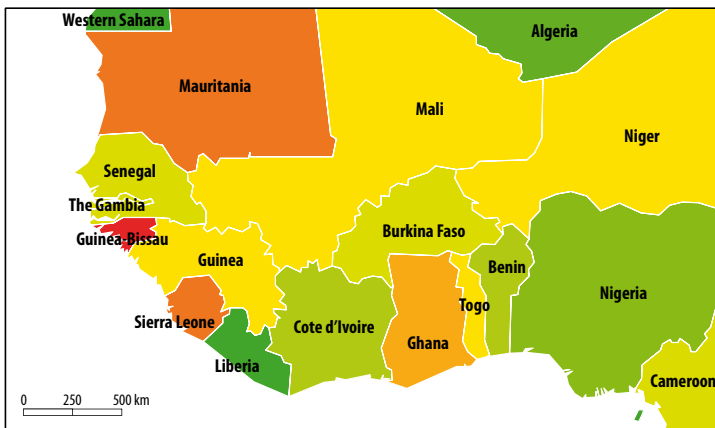 Western Sahara
Algeria
Mauritania
Mali
Niger
Senegal
The Gambia
Guinea-Bissau
Burkina Faso
Guinea
Benin
Nigeria
Togo
Sierra Leone
Cote d'Ivoire
Ghana
Liberia
Cameroon
0 250 500 km